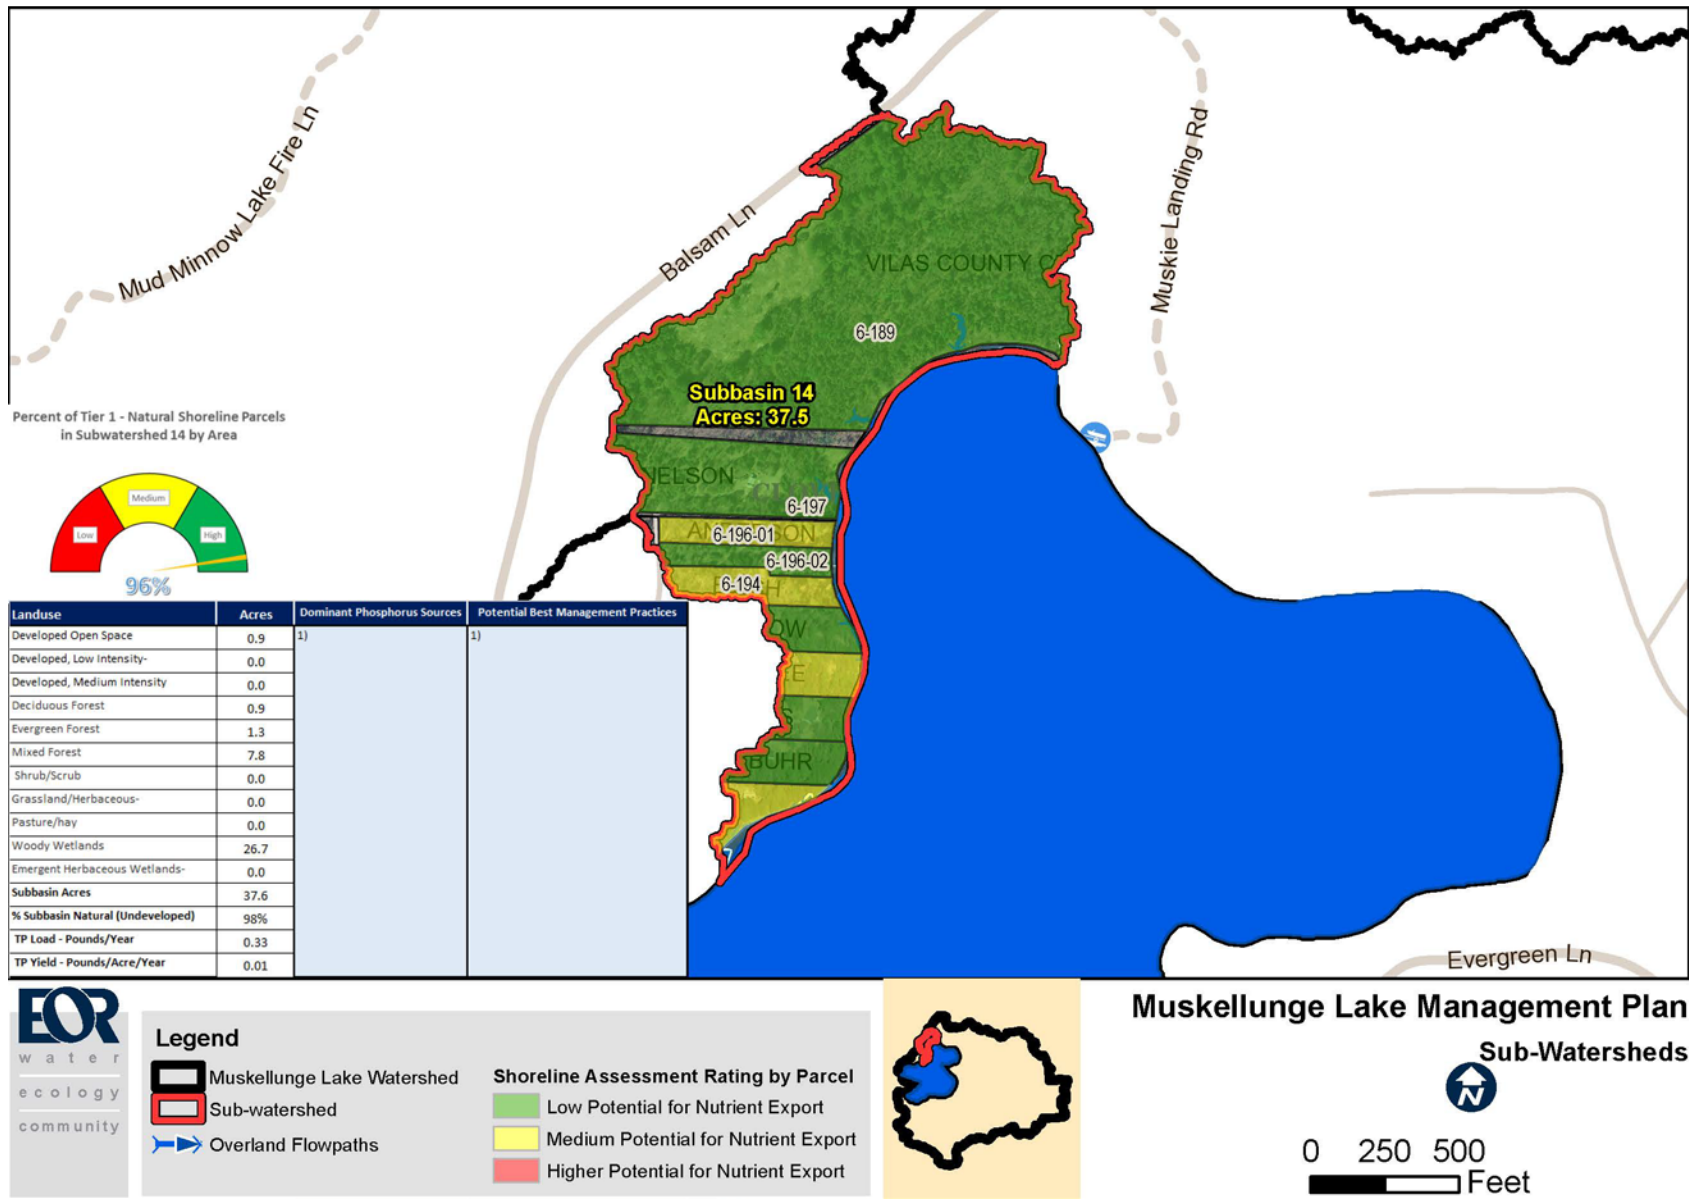 Mud Minnow Lake Fire Ln
Balsam Ln
Muskie Landing Rd
VILAS COUNTY C
6-189
Subbasin 14
Acres: 37.5
NELSON
6-197
6-196-01
6-196-02
6-194
OW
EE
S
BUHR
7
Evergreen Ln
Percent of Tier 1 - Natural Shoreline Parcels
in Subwatershed 14 by Area
Low
Medium
High
96%
Landuse Acres Dominant Phosphorus Sources Potential Best Management Practices
Developed Open Space 0.9 1) 1)
Developed, Low Intensity- 0.0
Developed, Medium Intensity 0.0
Deciduous Forest 0.9
Evergreen Forest 1.3
Mixed Forest 7.8
Shrub/Scrub 0.0
Grassland/Herbaceous- 0.0
Pasture/hay 0.0
Woody Wetlands 26.7
Emergent Herbaceous Wetlands- 0.0
Subbasin Acres 37.6
% Subbasin Natural (Undeveloped) 98%
TP Load - Pounds/Year 0.33
TP Yield - Pounds/Acre/Year 0.01
EOR
water
ecology
community
Legend
Muskellunge Lake Watershed
Sub-watershed
Overland Flowpaths
Shoreline Assessment Rating by Parcel
Low Potential for Nutrient Export
Medium Potential for Nutrient Export
Higher Potential for Nutrient Export
Muskellunge Lake Management Plan
Sub-Watersheds
N
0 250 500
Feet